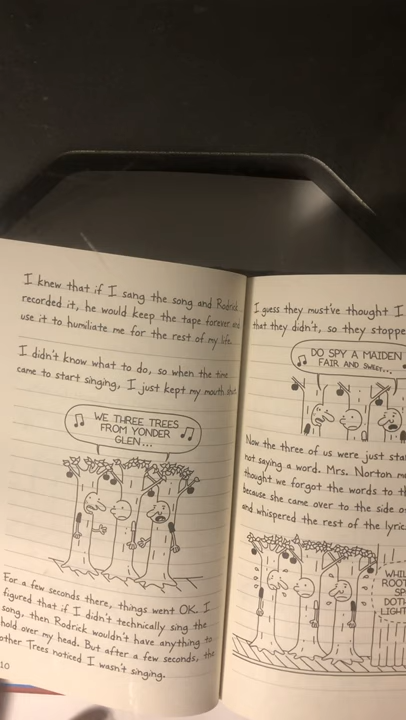 I knew that if I sang the song and Rodrick
recorded it, he would keep the tape forever and
use it to humiliate me for the rest of my life.
I didn't know what to do, so when the time
came to start singing, I just kept my mouth shut.
WE THREE TREES
FROM YONDER
GLEN...
For a few seconds there, things went OK. I
figured that if I didn't technically sing the
song, then Rodrick wouldn't have anything to
hold over my head. But after a few seconds, the
other Trees noticed I wasn't singing.
10
I guess they must've thought I
that they didn't, so they stoppe
DO SPY A MAIDEN
FAIR AND SWEET...
Now the three of us were just sta
not saying a word. Mrs. Norton m
thought we forgot the words to th
because she came over to the side o
and whispered the rest of the lyric
WHIL
ROOT
SP
DOTH
LIGHT